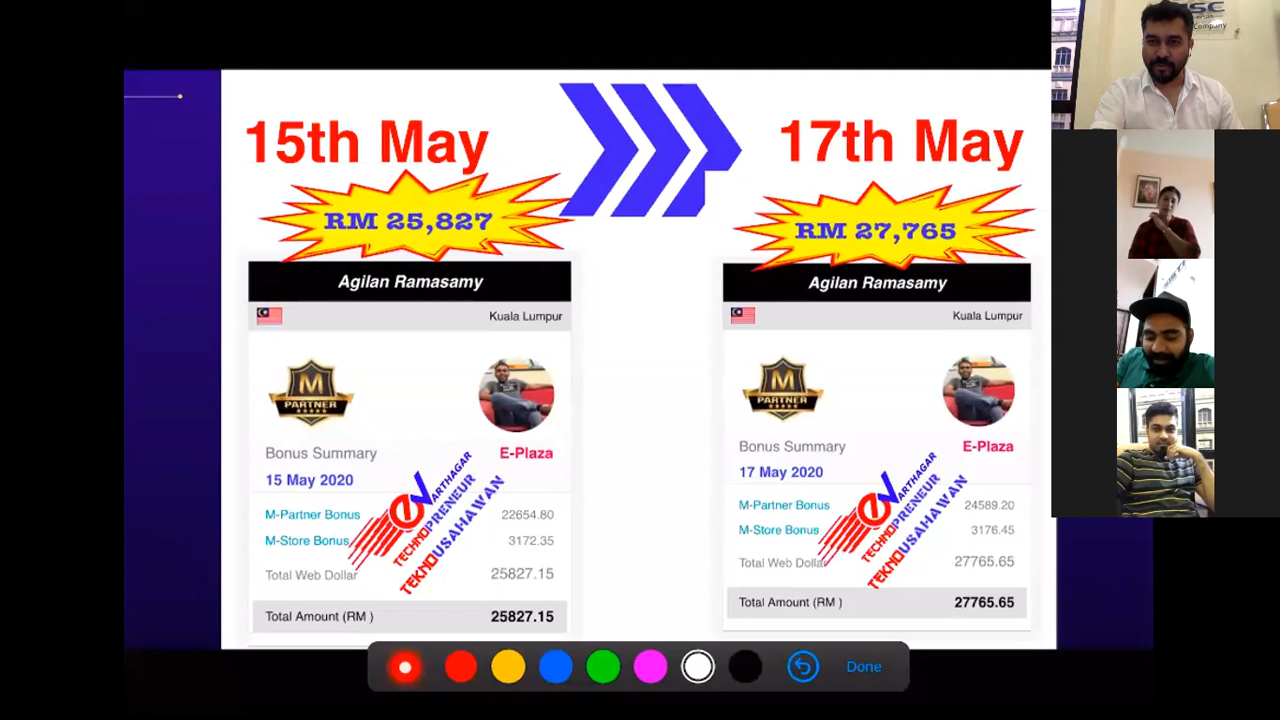 15th May
RM 25,827
Agilan Ramasamy
Kuala Lumpur
M
PARTNER
Bonus Summary
E-Plaza
15 May 2020
M-Partner Bonus
22654.80
M-Store Bonus
3172.35
Total Web Dollar
25827.15
Total Amount (RM )
25827.15
eVARTHAGAR
TECHNOPRENEUR
TEKNOUSAHAWAN
17th May
RM 27,765
Agilan Ramasamy
Kuala Lumpur
M
PARTNER
Bonus Summary
E-Plaza
17 May 2020
M-Partner Bonus
24589.20
M-Store Bonus
3176.45
Total Web Dollar
27765.65
Total Amount (RM )
27765.65
eVARTHAGAR
TECHNOPRENEUR
TEKNOUSAHAWAN
Company
Done